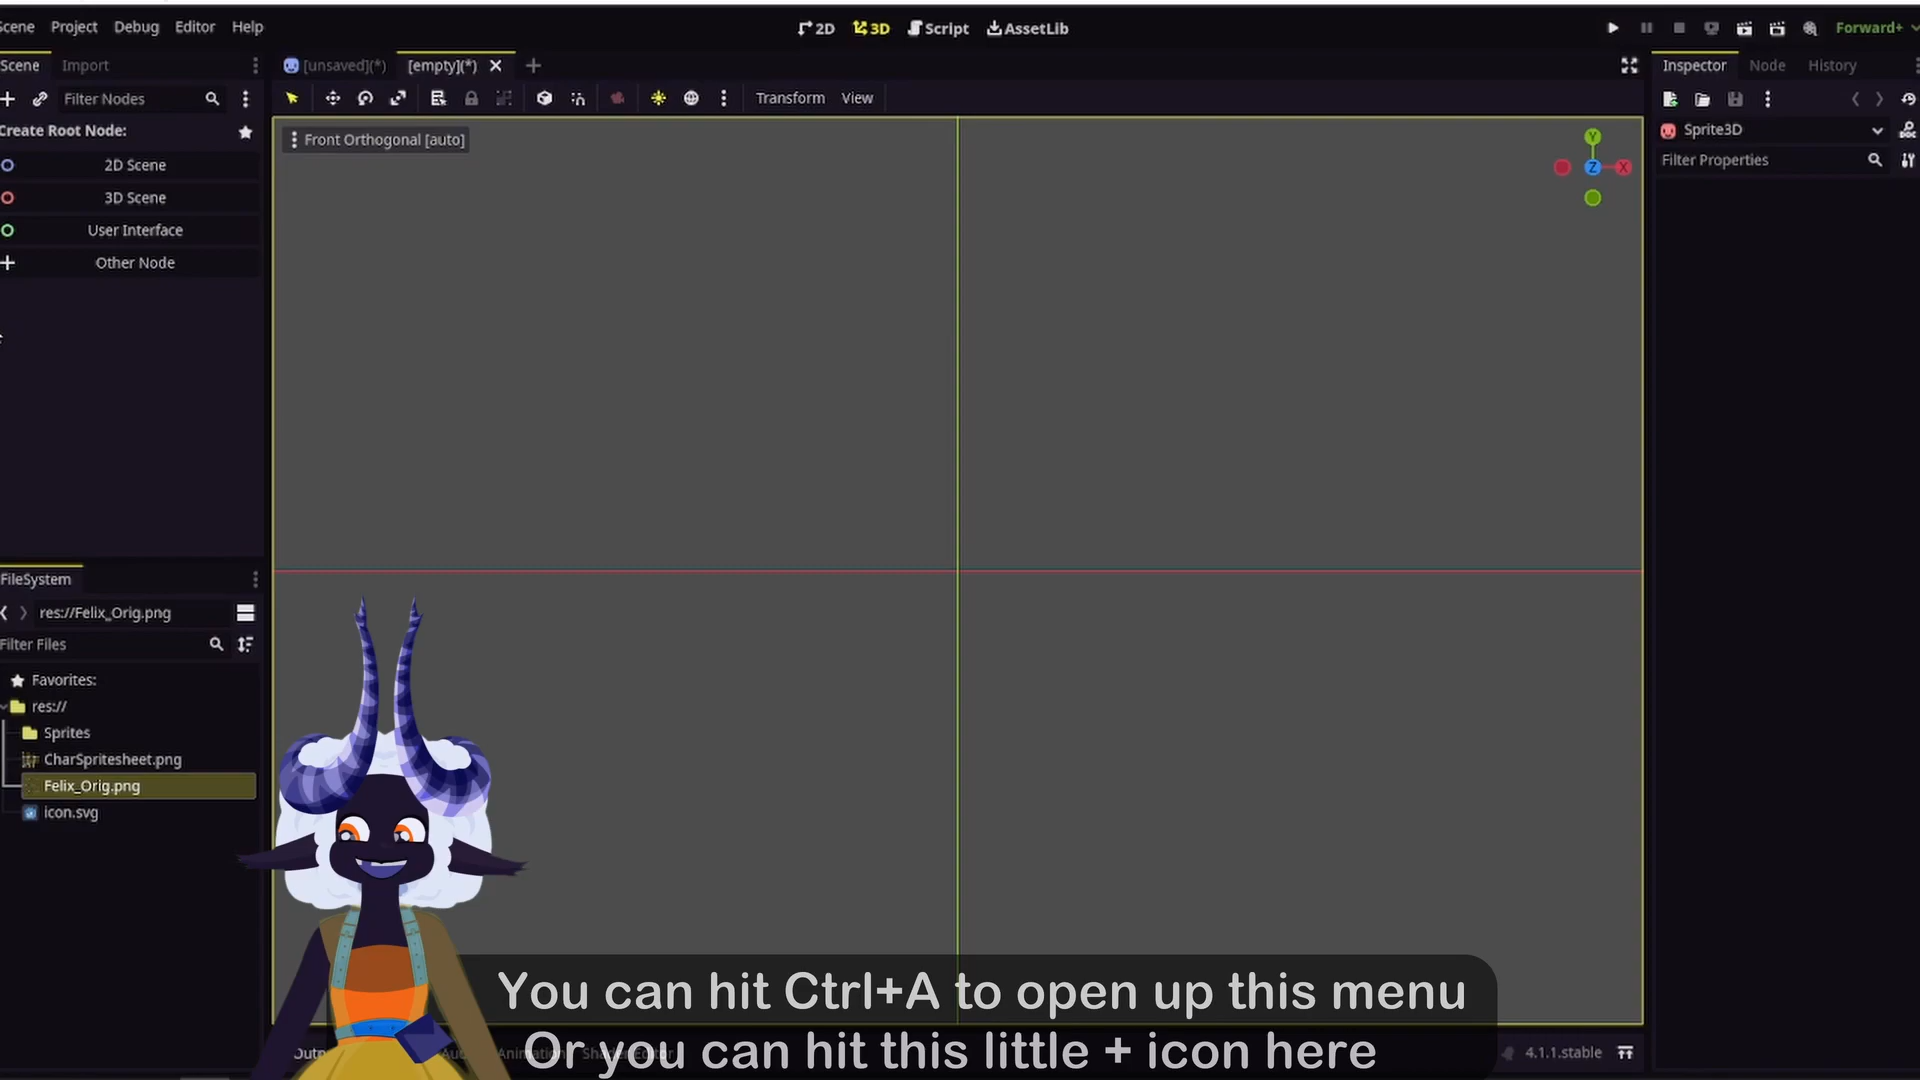 Scene Project Debug Editor Help
2D 3D Script AssetLib
Forward+
Scene Import
[unsaved](*) [empty](*)
Inspector Node History
Filter Nodes
Transform View
Create Root Node:
Front Orthogonal [auto]
Sprite3D
Filter Properties
Y
Z X
2D Scene
3D Scene
User Interface
Other Node
FileSystem
res://Felix_Orig.png
Filter Files
Favorites:
res://
Sprites
CharSpritesheet.png
Felix_Orig.png
icon.svg
You can hit Ctrl+A to open up this menu
Or you can hit this little + icon here
4.1.1.stable